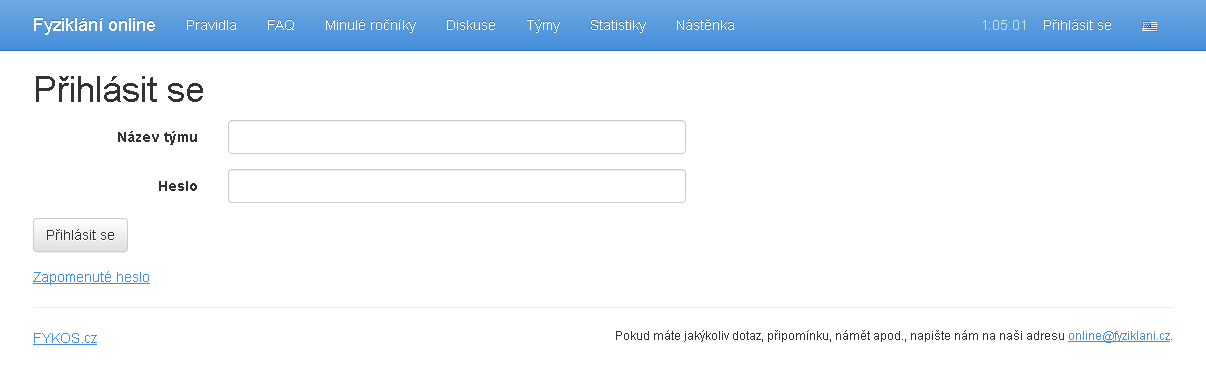 Fyziklání online Pravidla FAQ Minulé ročníky Diskuse Týmy Statistiky Nástěnka 1:05:01 Přihlásit se
Přihlásit se
Název týmu
Heslo
Přihlásit se
Zapomenuté heslo
FYKOS.cz Pokud máte jakýkoliv dotaz, připomínku, námět apod., napište nám na naši adresu online@fyziklani.cz.